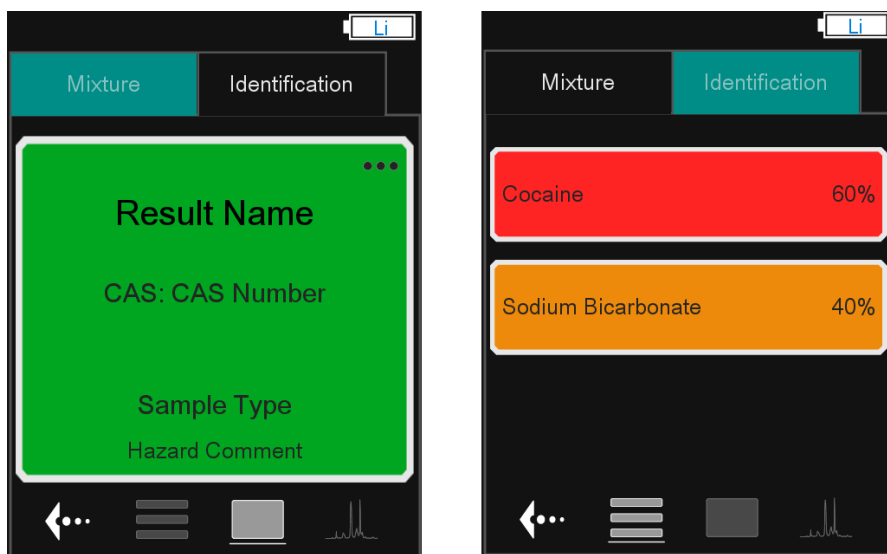 Li
Mixture Identification
Result Name
CAS: CAS Number
Sample Type
Hazard Comment
Li
Mixture Identification
Cocaine 60%
Sodium Bicarbonate 40%